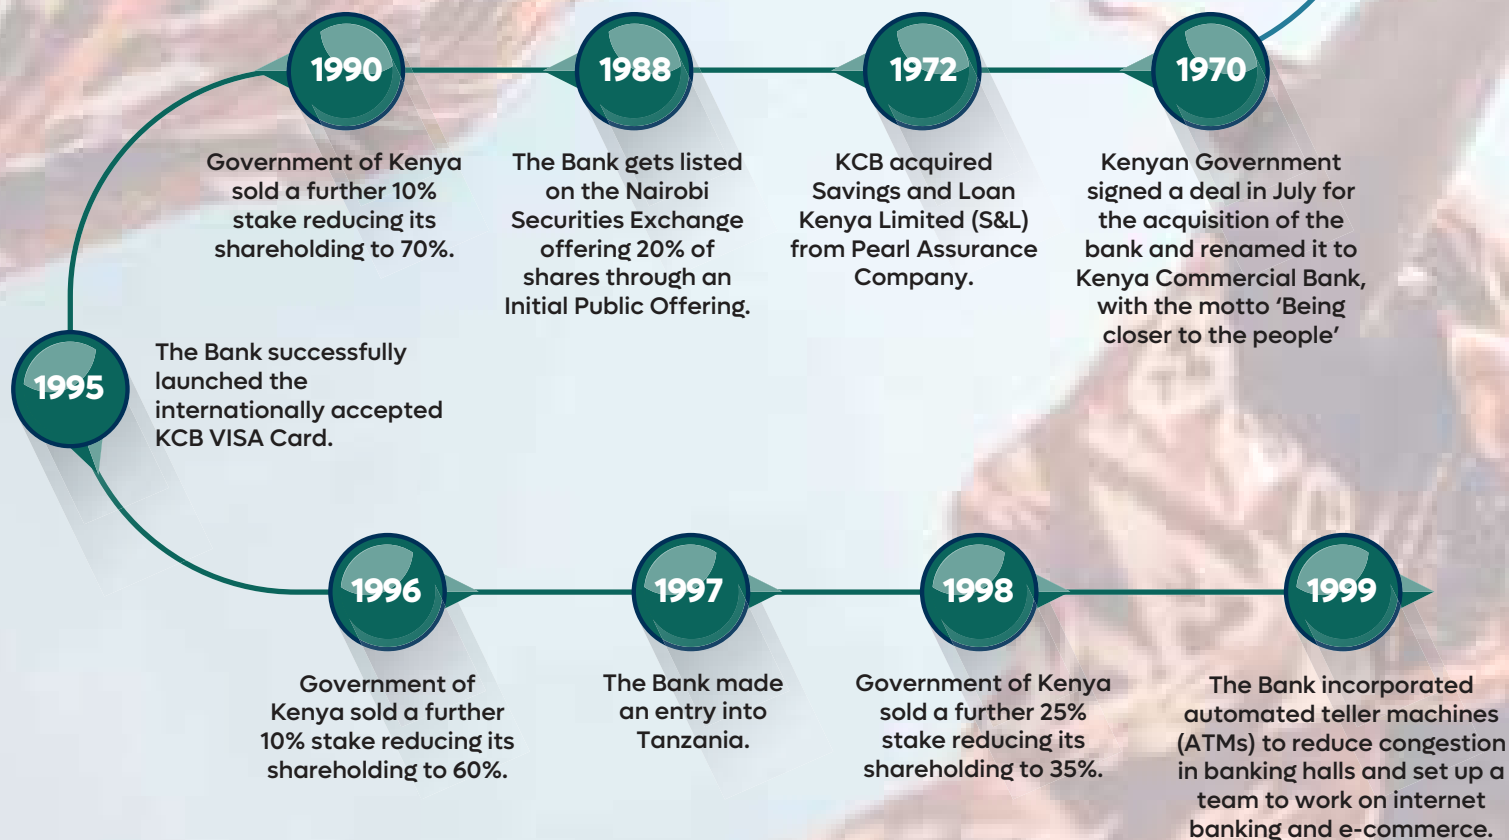 1970
Kenyan Government
signed a deal in July for
the acquisition of the
bank and renamed it to
Kenya Commercial Bank,
with the motto ‘Being
closer to the people’
1972
KCB acquired
Savings and Loan
Kenya Limited (S&L)
from Pearl Assurance
Company.
1988
The Bank gets listed
on the Nairobi
Securities Exchange
offering 20% of
shares through an
Initial Public Offering.
1990
Government of Kenya
sold a further 10%
stake reducing its
shareholding to 70%.
1995
The Bank successfully
launched the
internationally accepted
KCB VISA Card.
1996
Government of
Kenya sold a further
10% stake reducing its
shareholding to 60%.
1997
The Bank made
an entry into
Tanzania.
1998
Government of Kenya
sold a further 25%
stake reducing its
shareholding to 35%.
1999
The Bank incorporated
automated teller machines
(ATMs) to reduce congestion
in banking halls and set up a
team to work on internet
banking and e-commerce.